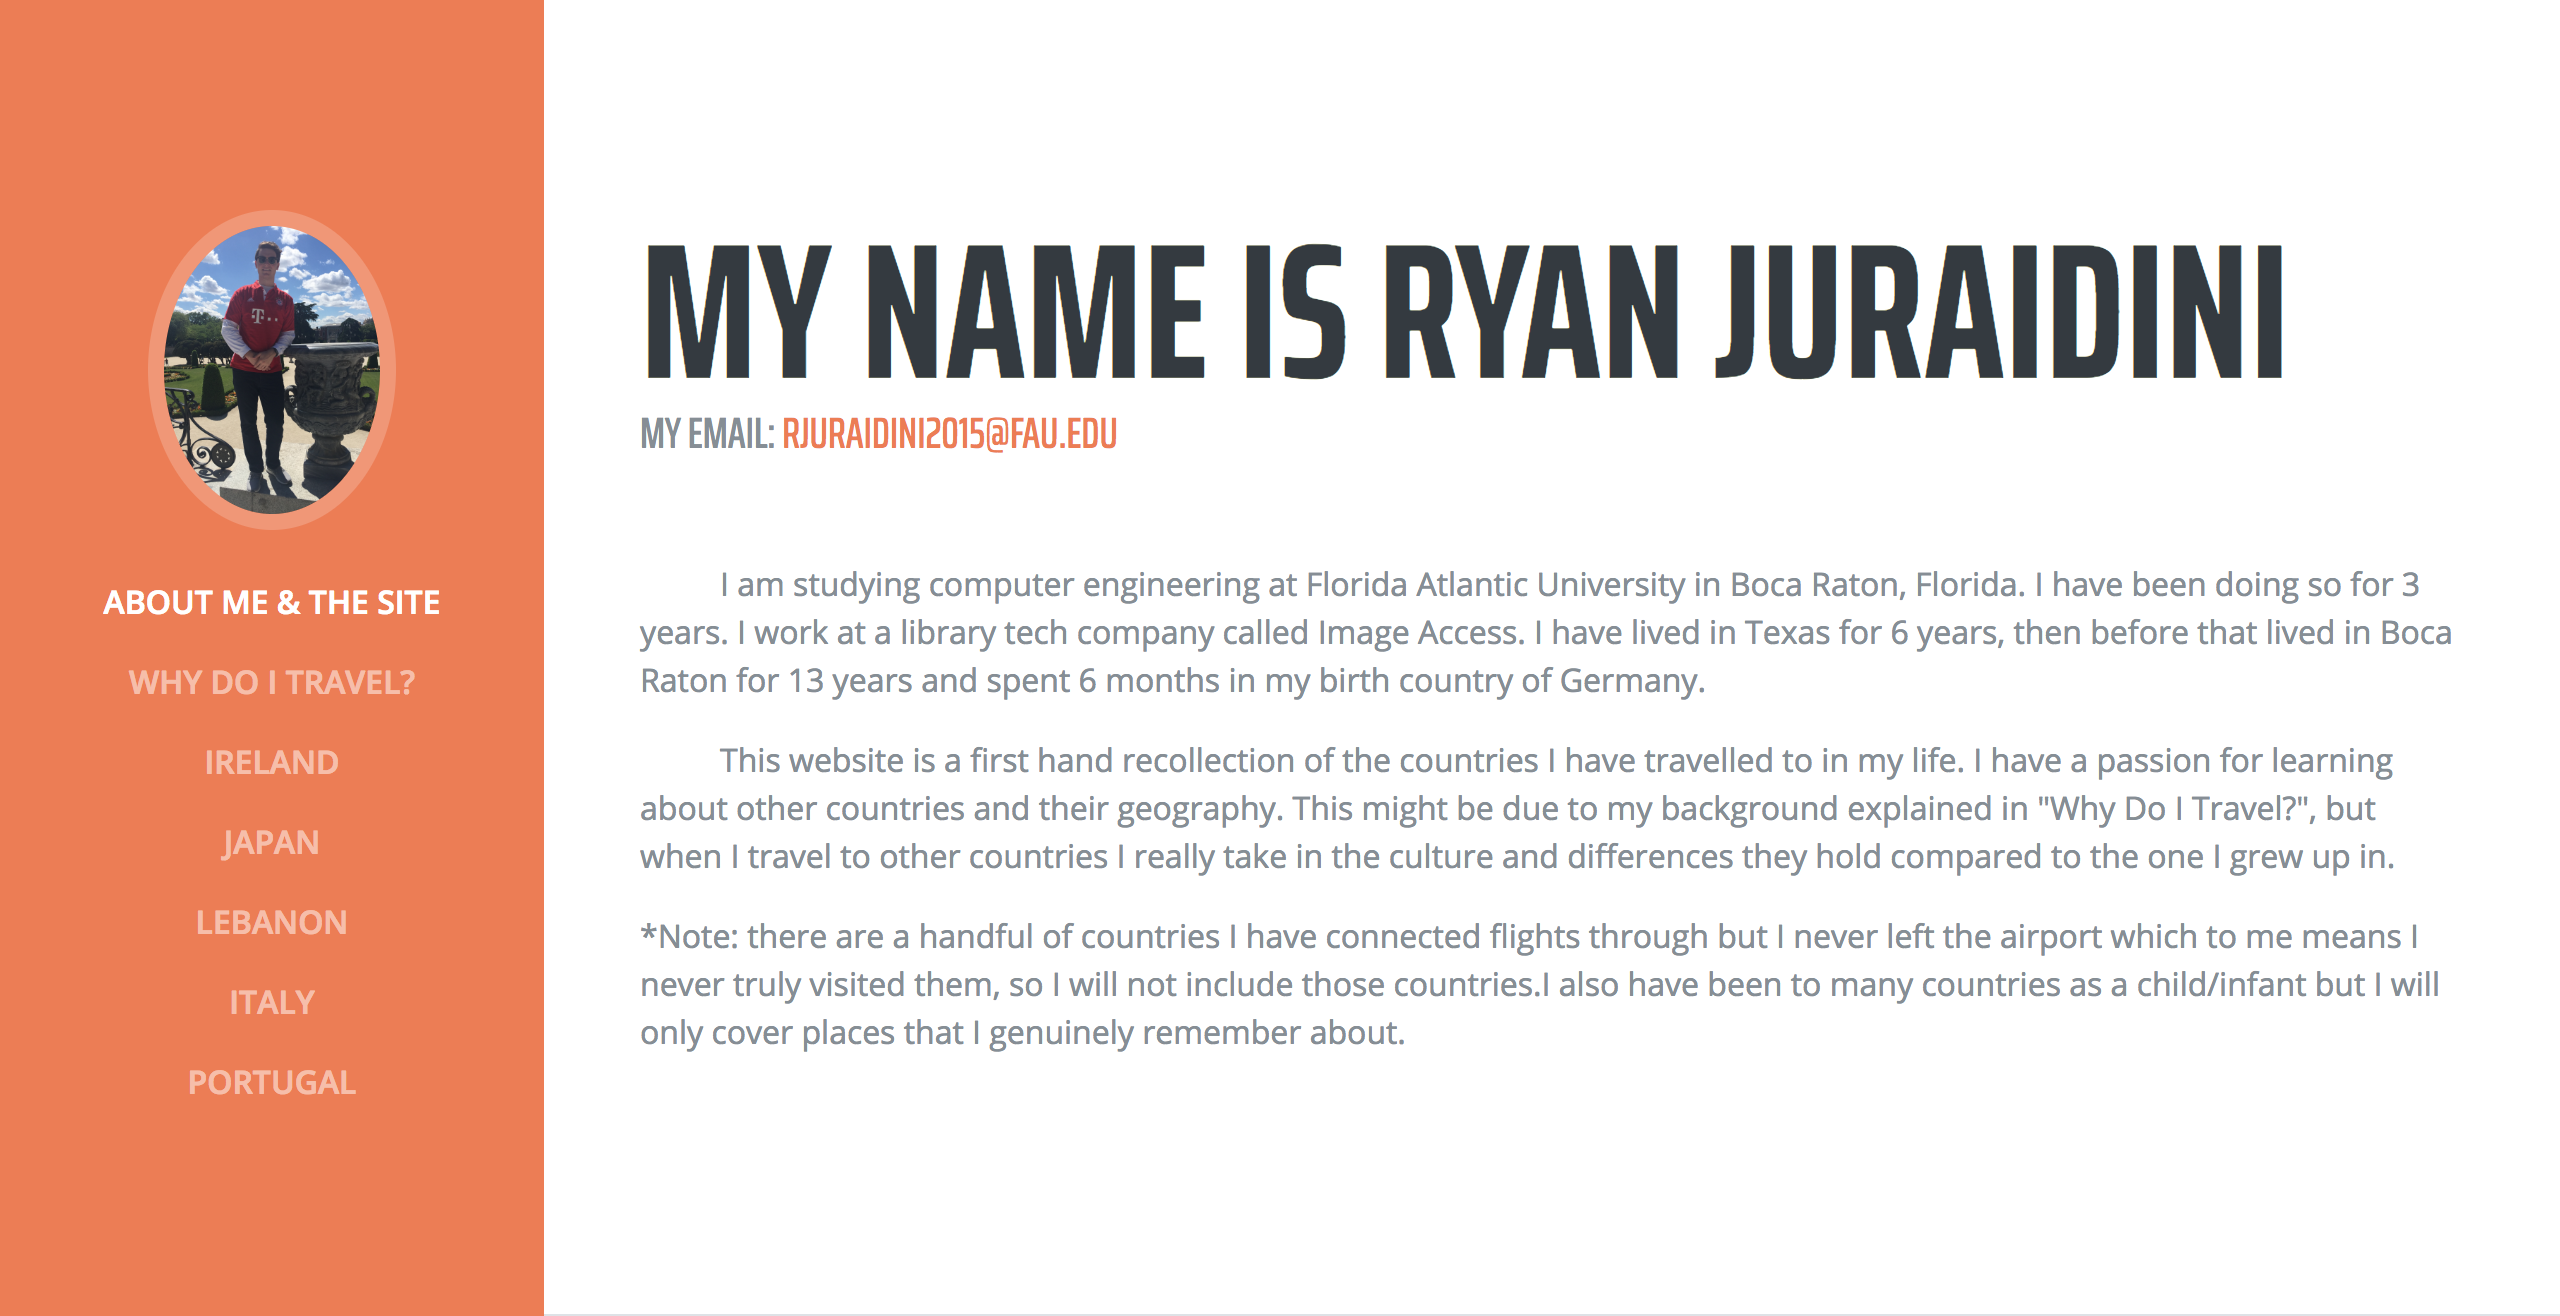 ABOUT ME & THE SITE
WHY DO I TRAVEL?
IRELAND
JAPAN
LEBANON
ITALY
PORTUGAL
MY NAME IS RYAN JURAIDINI
MY EMAIL: RJURAIDINI2015@FAU.EDU
I am studying computer engineering at Florida Atlantic University in Boca Raton, Florida. I have been doing so for 3
years. I work at a library tech company called Image Access. I have lived in Texas for 6 years, then before that lived in Boca
Raton for 13 years and spent 6 months in my birth country of Germany.
This website is a first hand recollection of the countries I have travelled to in my life. I have a passion for learning
about other countries and their geography. This might be due to my background explained in "Why Do I Travel?", but
when I travel to other countries I really take in the culture and differences they hold compared to the one I grew up in.
*Note: there are a handful of countries I have connected flights through but I never left the airport which to me means I
never truly visited them, so I will not include those countries.I also have been to many countries as a child/infant but I will
only cover places that I genuinely remember about.
T..